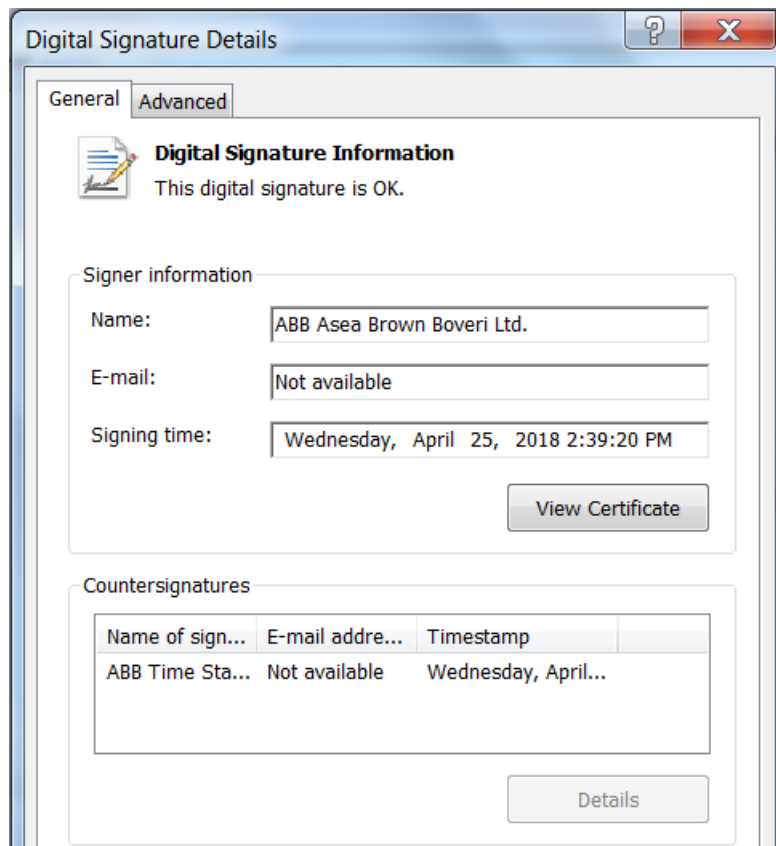 Digital Signature Details
General Advanced
Digital Signature Information
This digital signature is OK.
Signer information
Name: ABB Asea Brown Boveri Ltd.
E-mail: Not available
Signing time: Wednesday, April 25, 2018 2:39:20 PM
View Certificate
Countersignatures
Name of sign... E-mail addre... Timestamp
ABB Time Sta... Not available Wednesday, April...
Details